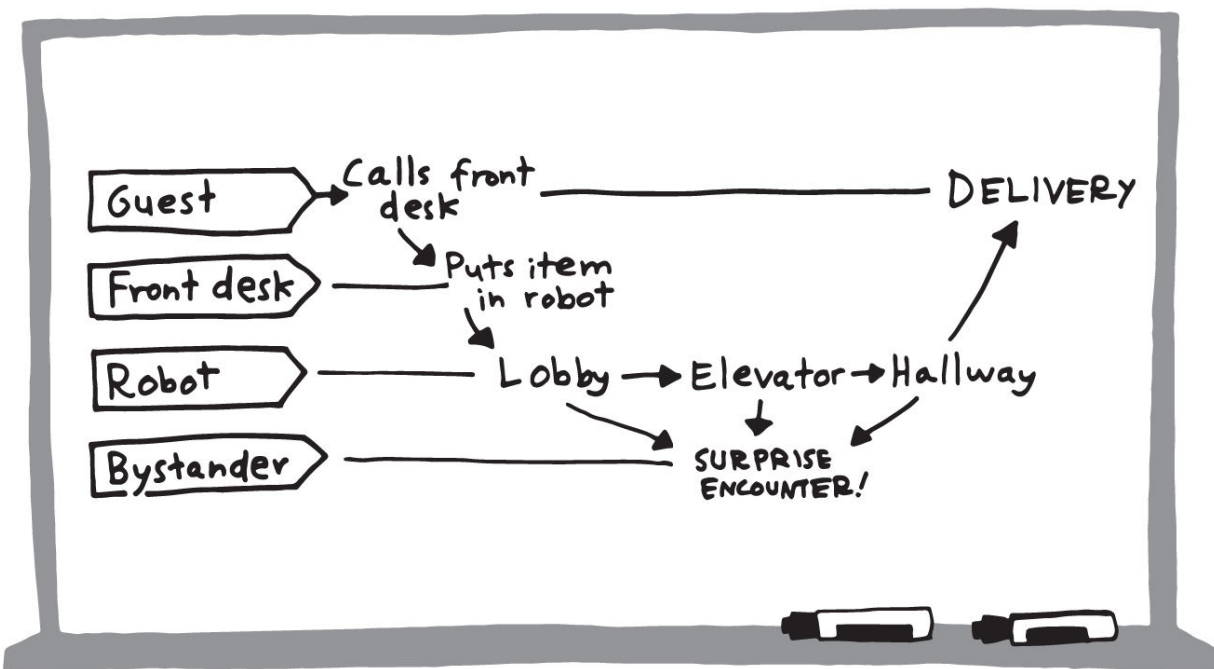 Guest
Calls front
desk
DELIVERY
Front desk
Puts item
in robot
Robot
Lobby
Elevator
Hallway
Bystander
SURPRISE
ENCOUNTER!